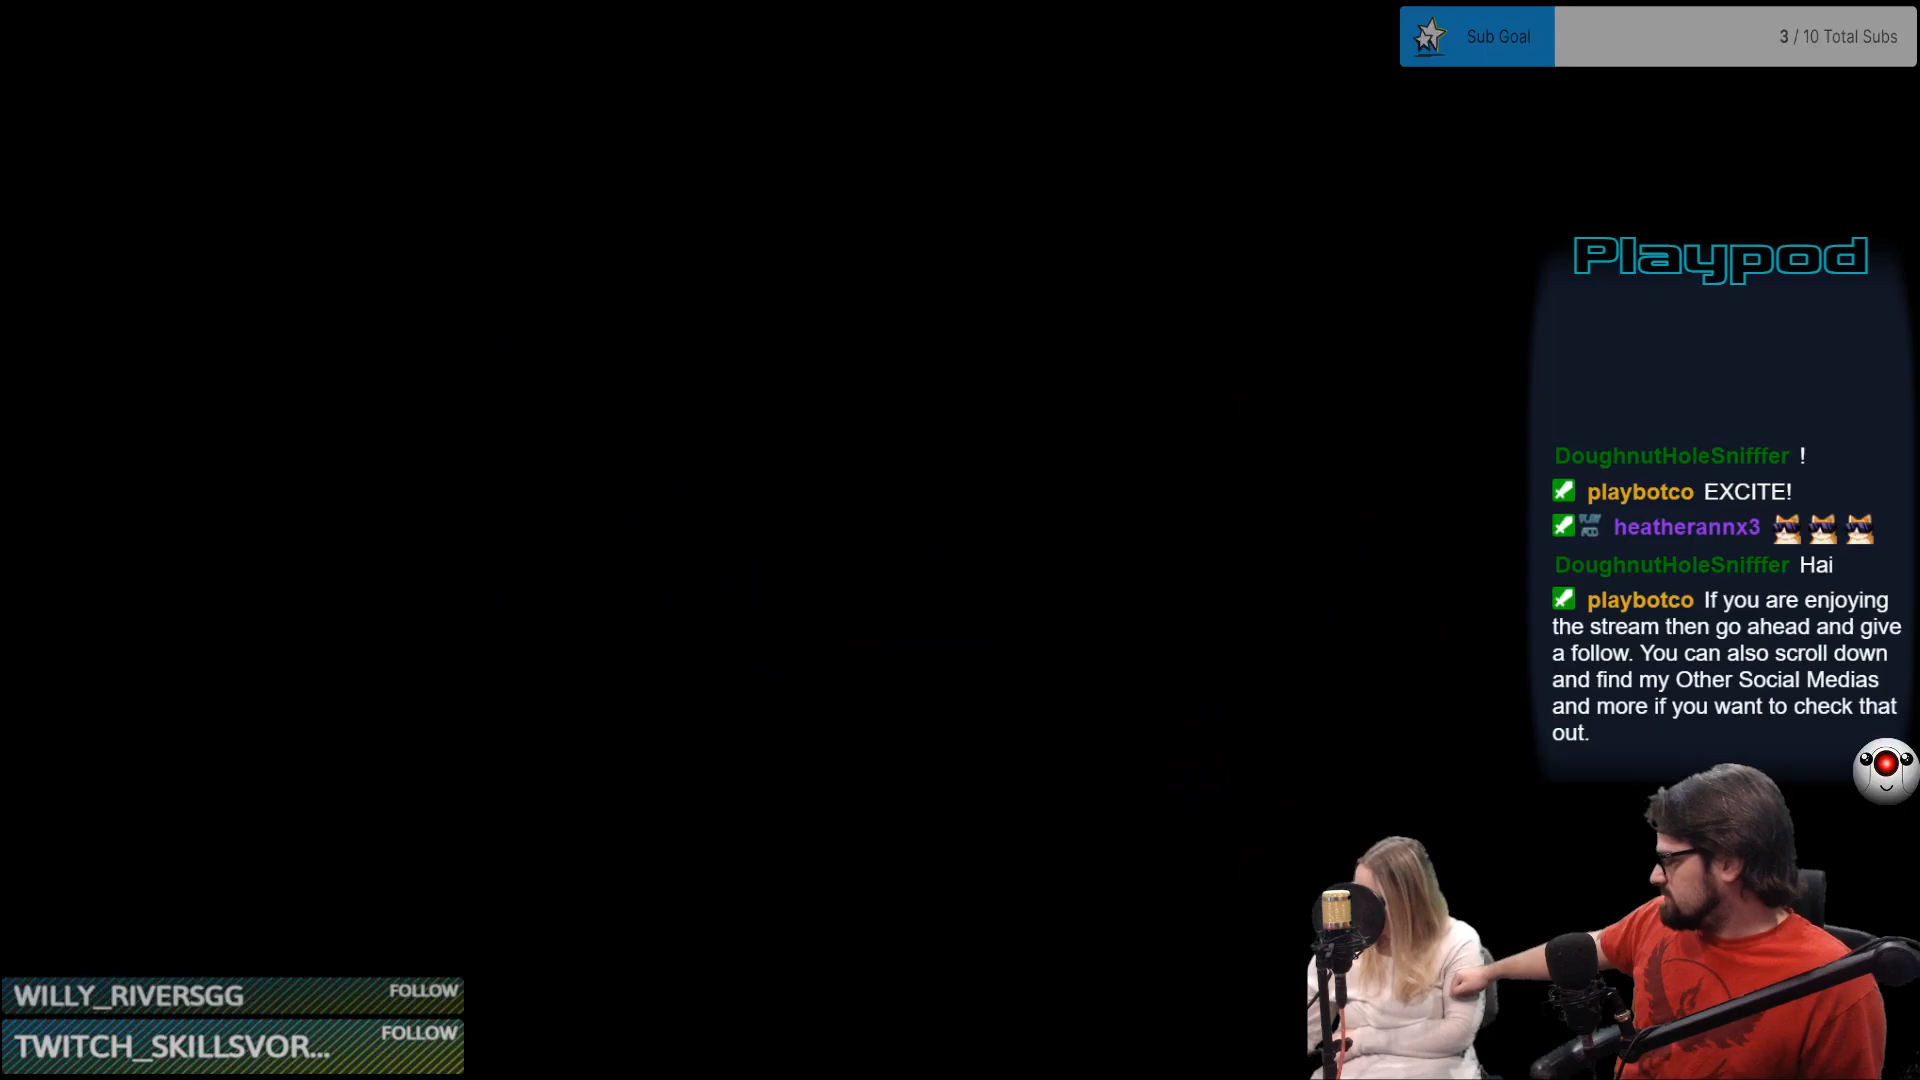 Sub Goal 3 / 10 Total Subs
Playpod
DoughnutHoleSnifffer !
playbotco EXCITE!
heatherannx3
DoughnutHoleSnifffer Hai
playbotco If you are enjoying
the stream then go ahead and give
a follow. You can also scroll down
and find my Other Social Medias
and more if you want to check that
out.
WILLY_RIVERSGG FOLLOW
TWITCH_SKILLSVOR... FOLLOW